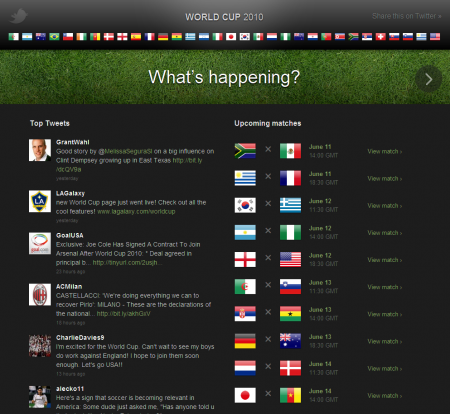 WORLD CUP 2010
Share this on Twitter »
What's happening?
Top Tweets
GrantWahl
Good story by @MelissaSegura5 on a big influence on
Clint Dempsey growing up in East Texas http://bit.ly
/dcQV9a
yesterday
LAGalaxy
new World Cup page just went live! Check out all the
cool features! www.lagalaxy.com/worldcup
yesterday
GoalUSA
Exclusive: Joe Cole Has Signed A Contract To Join
Arsenal After World Cup 2010: " Deal agreed in
principal b... http://tinyurl.com/2usjh...
23 hours ago
ACMilan
CASTELLACCI: 'We're doing everything we can to
recover Pirlo': MILANO - These are the declarations of
the national... http://bit.ly/akhGxV
19 hours ago
CharlieDavies9
I'm excited for the World Cup. Can't wait to see my boys
do work against England! I hope to join them soon
enough. Let's go USA!!
alecko11
Here's a sign that soccer is becoming relevant in
America. Some dude just asked me, "Has anyone told u
Upcoming matches
June 11
14:00 GMT
View match ›
June 11
18:30 GMT
View match ›
June 12
11:30 GMT
View match ›
June 12
14:00 GMT
View match ›
June 12
18:30 GMT
View match ›
June 13
11:30 GMT
View match ›
June 13
14:00 GMT
View match ›
June 13
18:30 GMT
View match ›
June 14
11:30 GMT
View match ›
June 14
14:00 GMT
View match ›